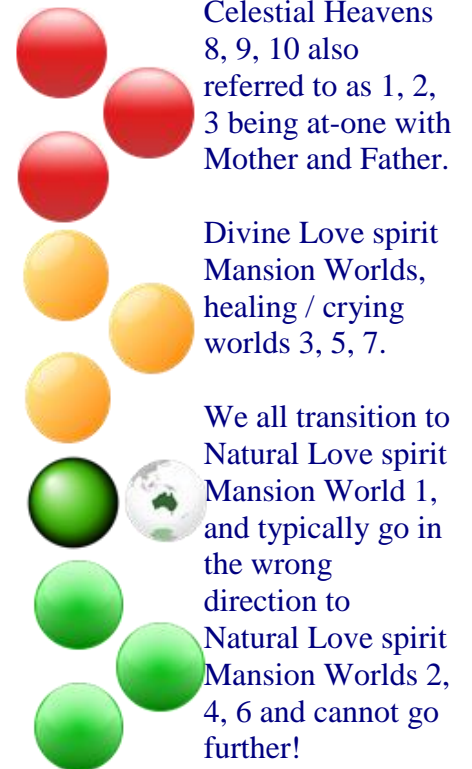 Celestial Heavens
8, 9, 10 also
referred to as 1, 2,
3 being at-one with
Mother and Father.
Divine Love spirit
Mansion Worlds,
healing / crying
worlds 3, 5, 7.
We all transition to
Natural Love spirit
Mansion World 1,
and typically go in
the wrong
direction to
Natural Love spirit
Mansion Worlds 2,
4, 6 and cannot go
further!